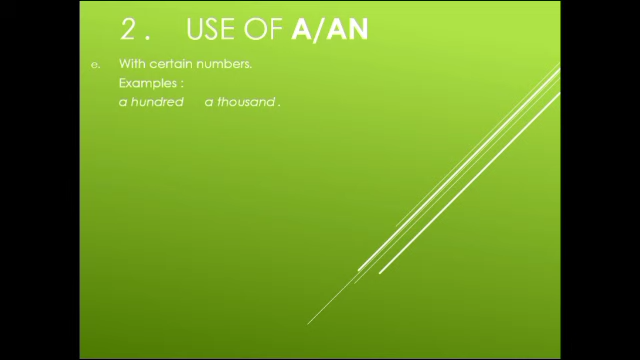 2 . USE OF A/AN
e. With certain numbers.
Examples :
a hundred a thousand .